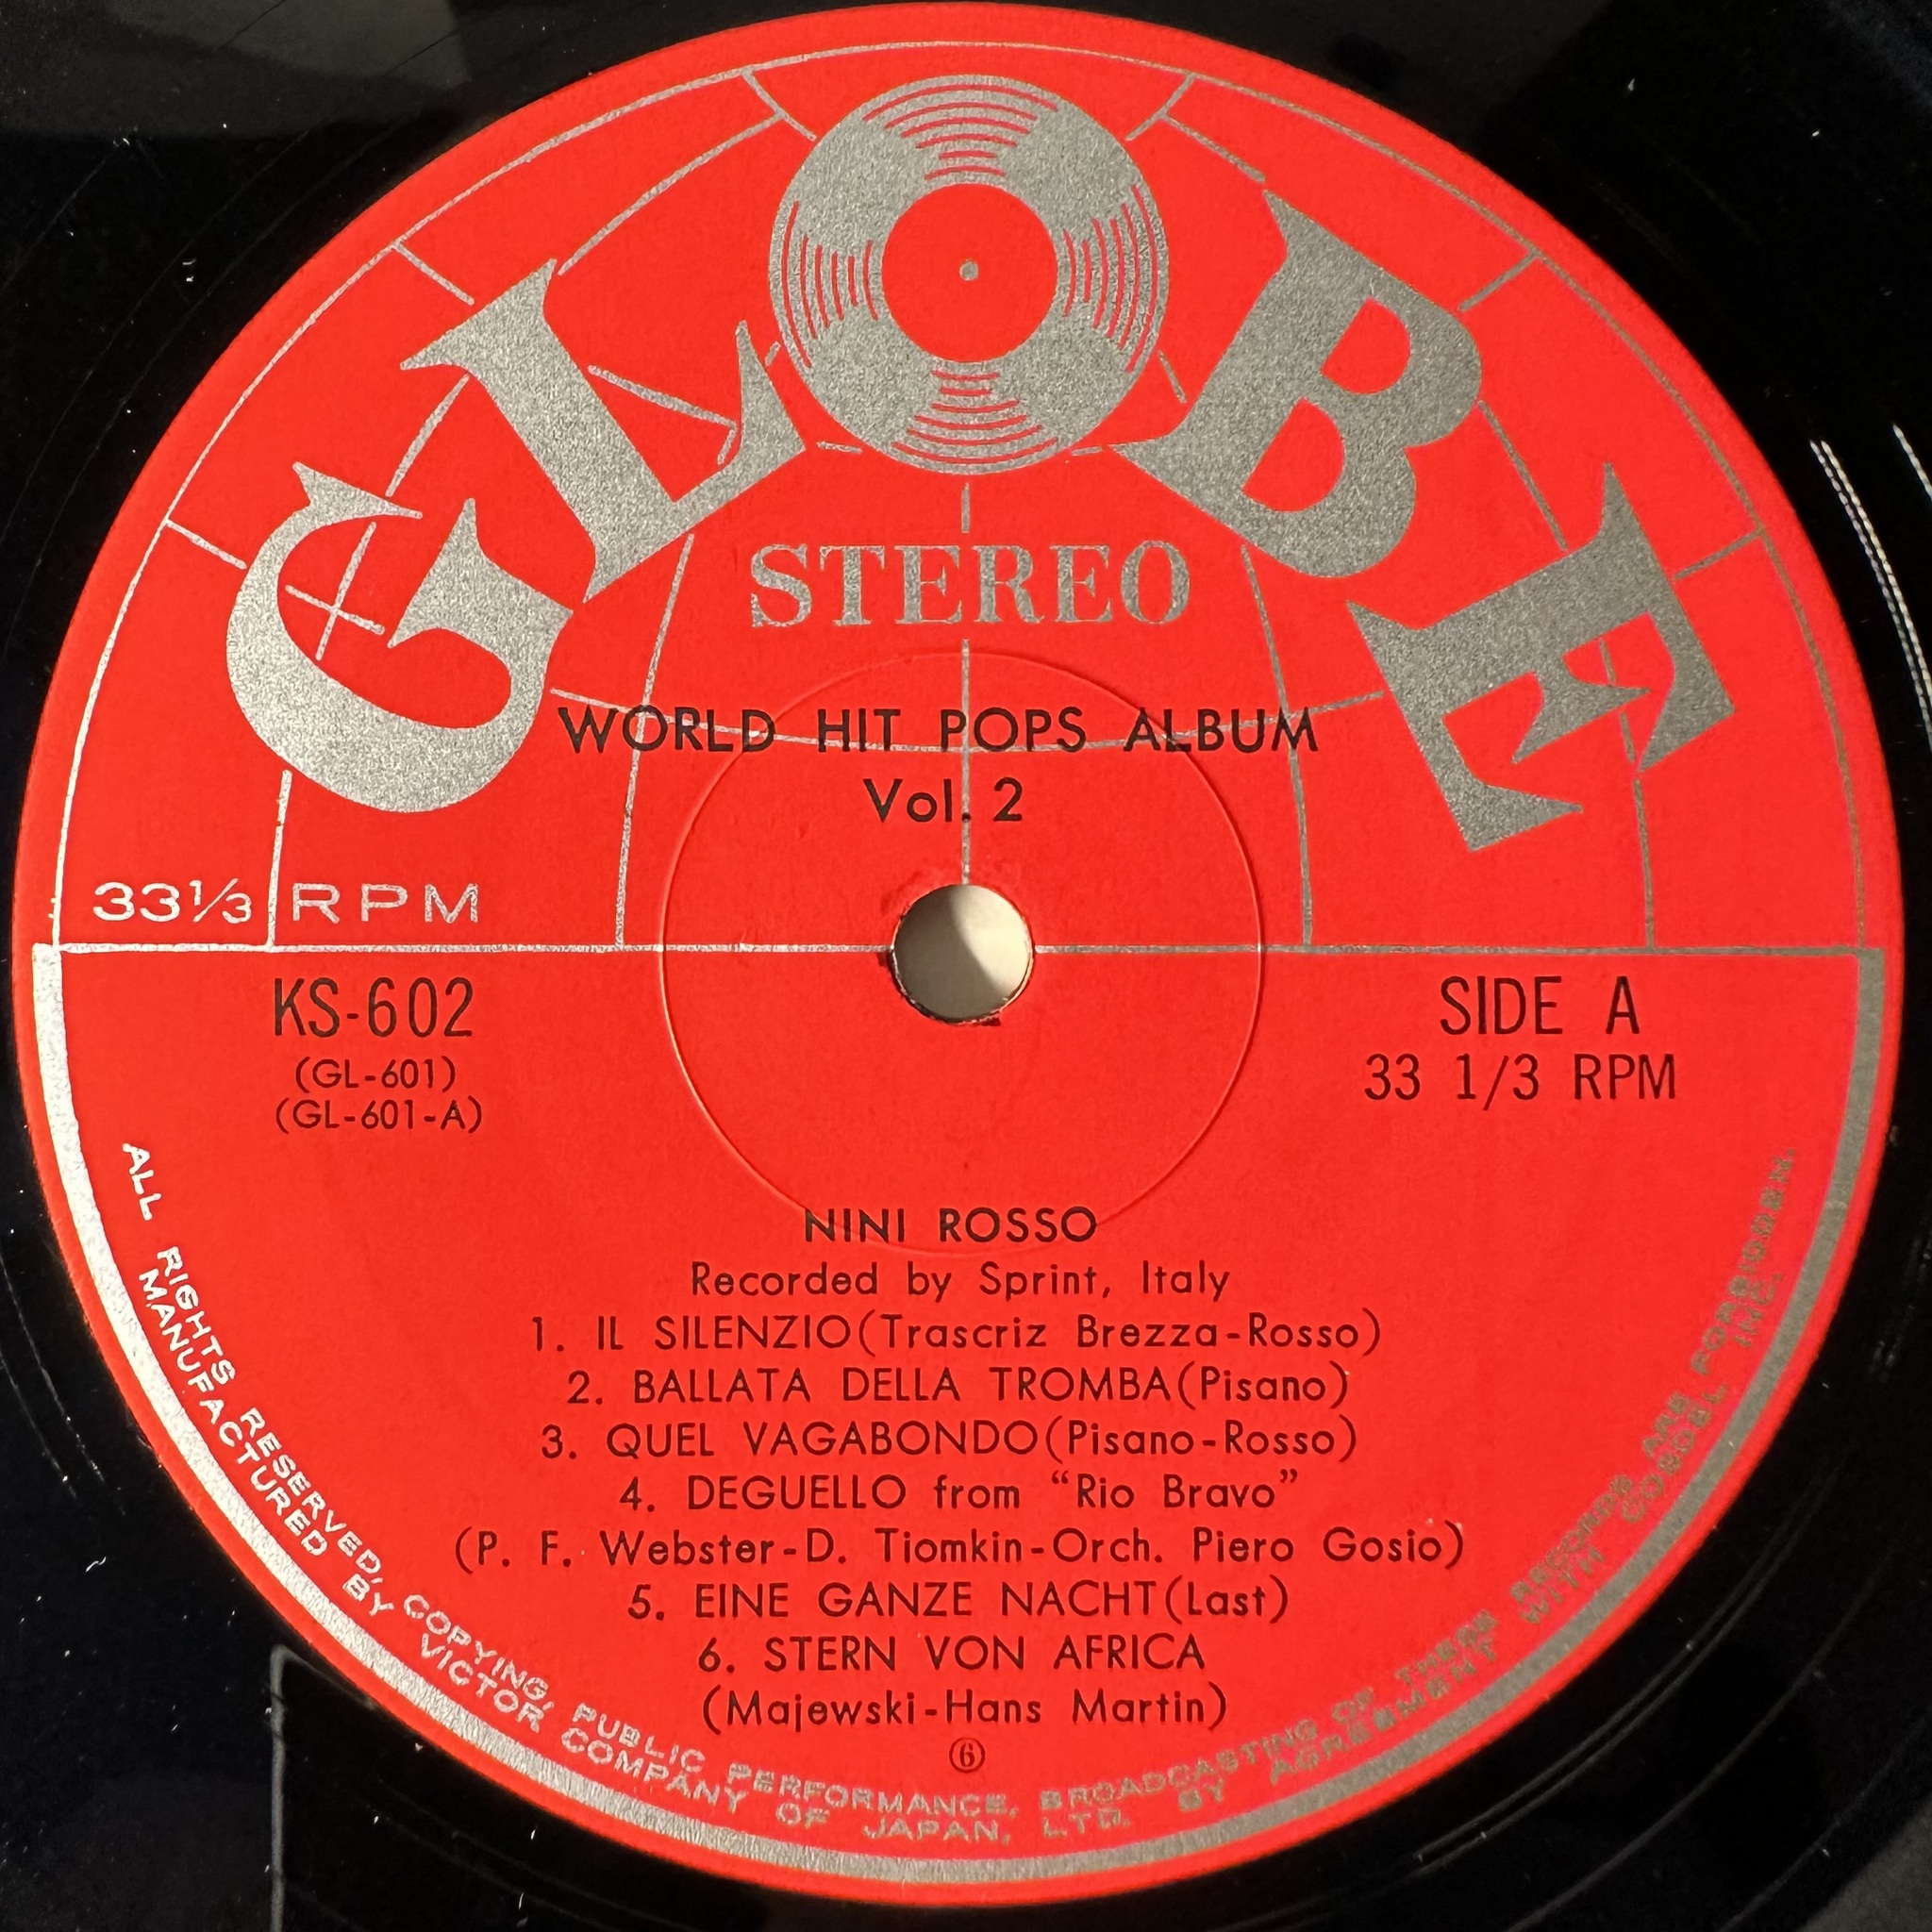 GLOBE
STEREO
WORLD HIT POPS ALBUM
Vol. 2
33⅓ RPM
KS-602
(GL-601)
(GL-601-A)
SIDE A
33 1/3 RPM
NINI ROSSO
Recorded by Sprint, Italy
1. IL SILENZIO(Trascriz Brezza-Rosso)
2. BALLATA DELLA TROMBA(Pisano)
3. QUEL VAGABONDO(Pisano-Rosso)
4. DEGUELLO from “Rio Bravo”
(P. F. Webster-D. Tiomkin-Orch. Piero Gosio)
5. EINE GANZE NACHT(Last)
6. STERN VON AFRICA
(Majewski-Hans Martin)
⑥
ALL RIGHTS RESERVED, COPYING, PUBLIC PERFORMANCE, BROADCASTING OF THESE RECORDS ARE FORBIDDEN.
MANUFACTURED BY VICTOR COMPANY OF JAPAN, LTD. BY AGREEMENT WITH INC.